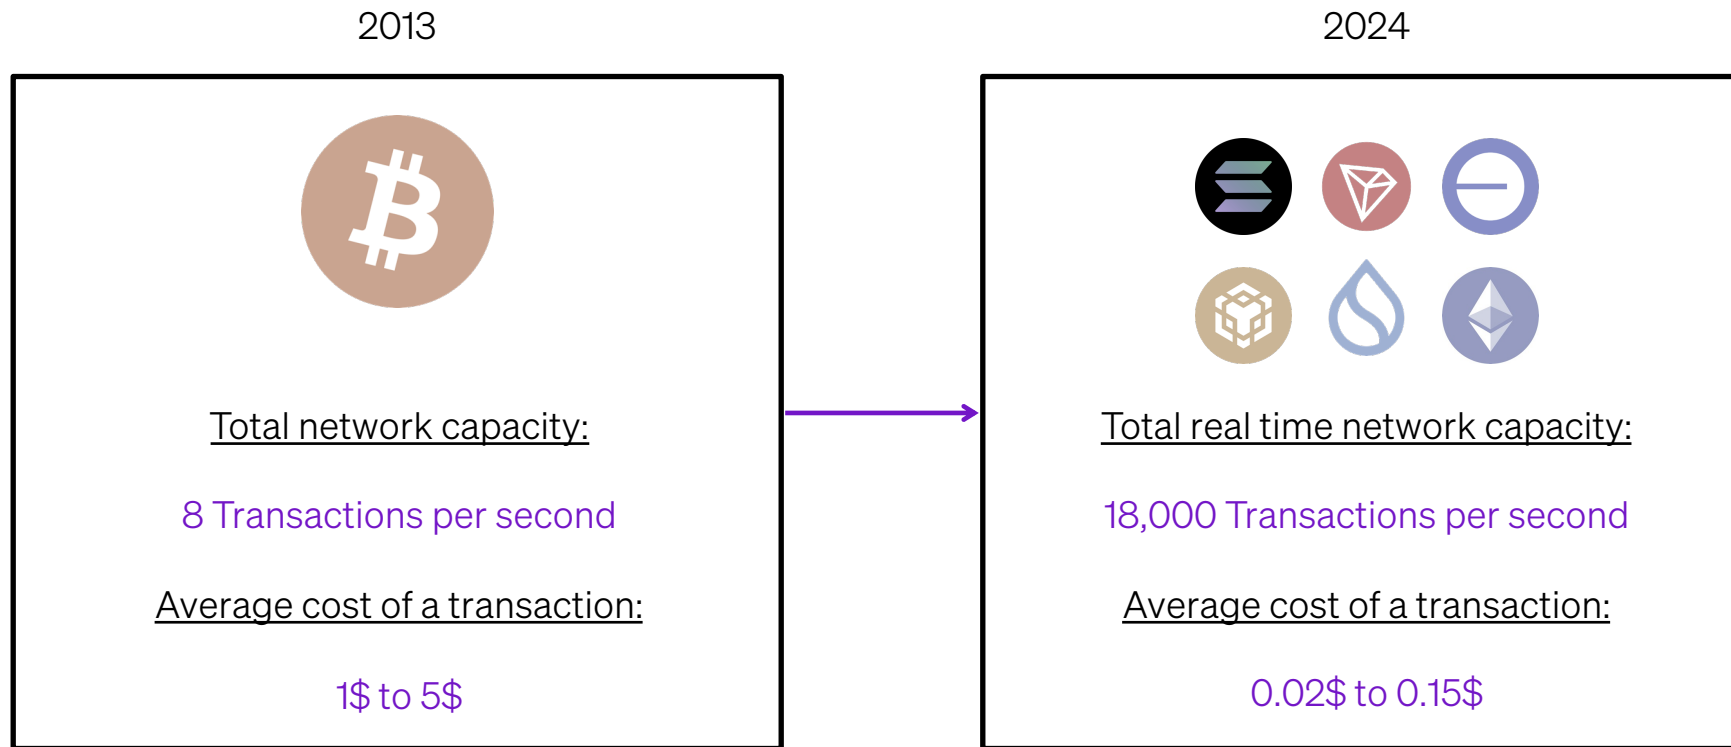 2013
Total network capacity:
8 Transactions per second
Average cost of a transaction:
1$ to 5$
2024
Total real time network capacity:
18,000 Transactions per second
Average cost of a transaction:
0.02$ to 0.15$